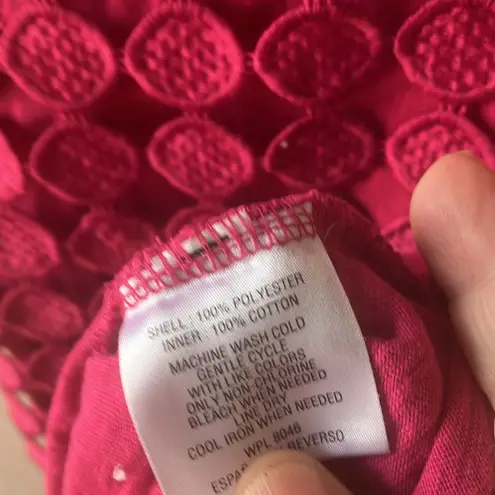 SHELL : 100% POLYESTER
INNER : 100% COTTON
MACHINE WASH COLD
GENTLE CYCLE
WITH LIKE COLORS
ONLY NON-CHLORINE
BLEACH WHEN NEEDED
LINE DRY
COOL IRON WHEN NEEDED
WPL 8046
REVERSO